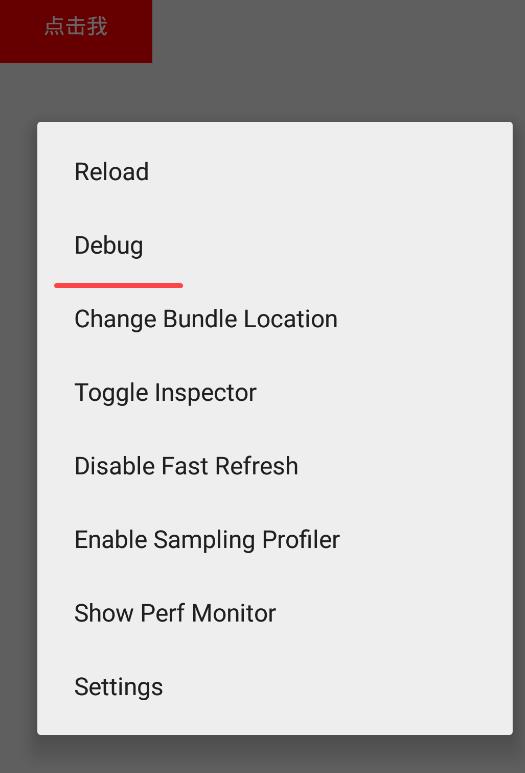 点击我
Reload
Debug
Change Bundle Location
Toggle Inspector
Disable Fast Refresh
Enable Sampling Profiler
Show Perf Monitor
Settings